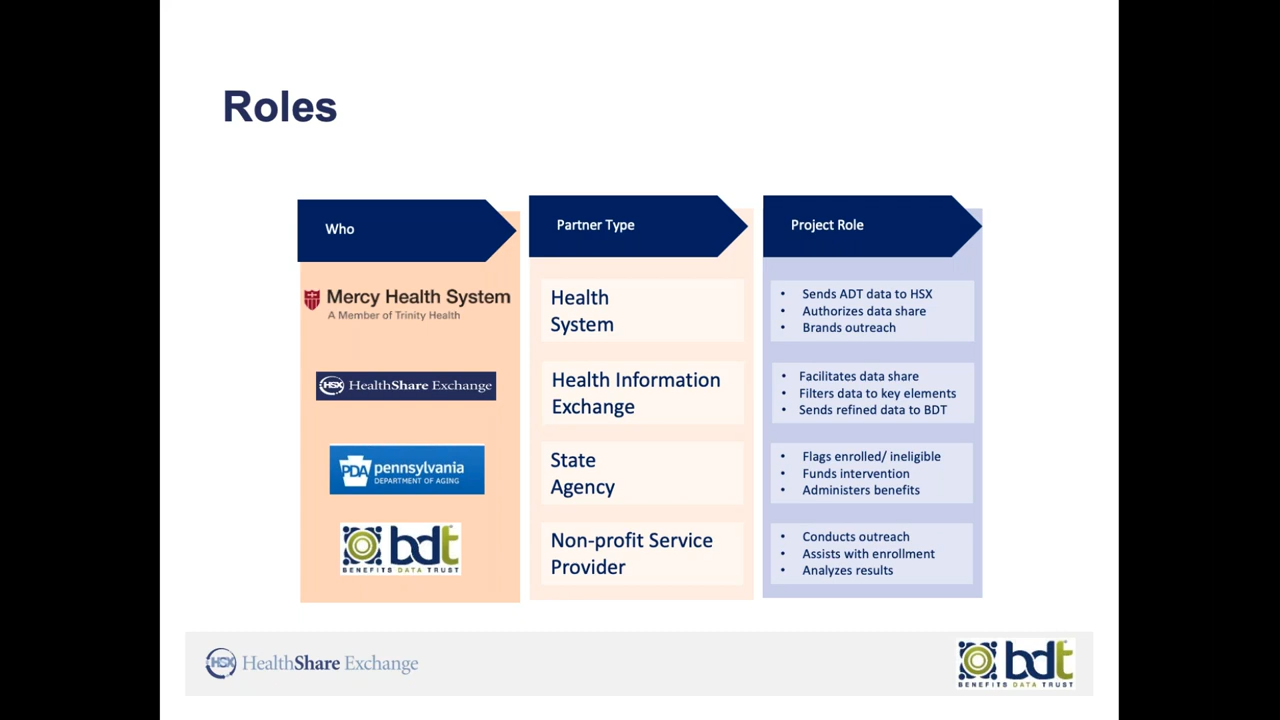 Roles
Who
Partner Type
Project Role
Mercy Health System
A Member of Trinity Health
Health
System
• Sends ADT data to HSX
• Authorizes data share
• Brands outreach
HSX HealthShare Exchange
Health Information
Exchange
• Facilitates data share
• Filters data to key elements
• Sends refined data to BDT
PDA pennsylvania
DEPARTMENT OF AGING
State
Agency
• Flags enrolled/ ineligible
• Funds intervention
• Administers benefits
bdt
BENEFITS DATA TRUST
Non-profit Service
Provider
• Conducts outreach
• Assists with enrollment
• Analyzes results
HSX HealthShare Exchange
bdt
BENEFITS DATA TRUST